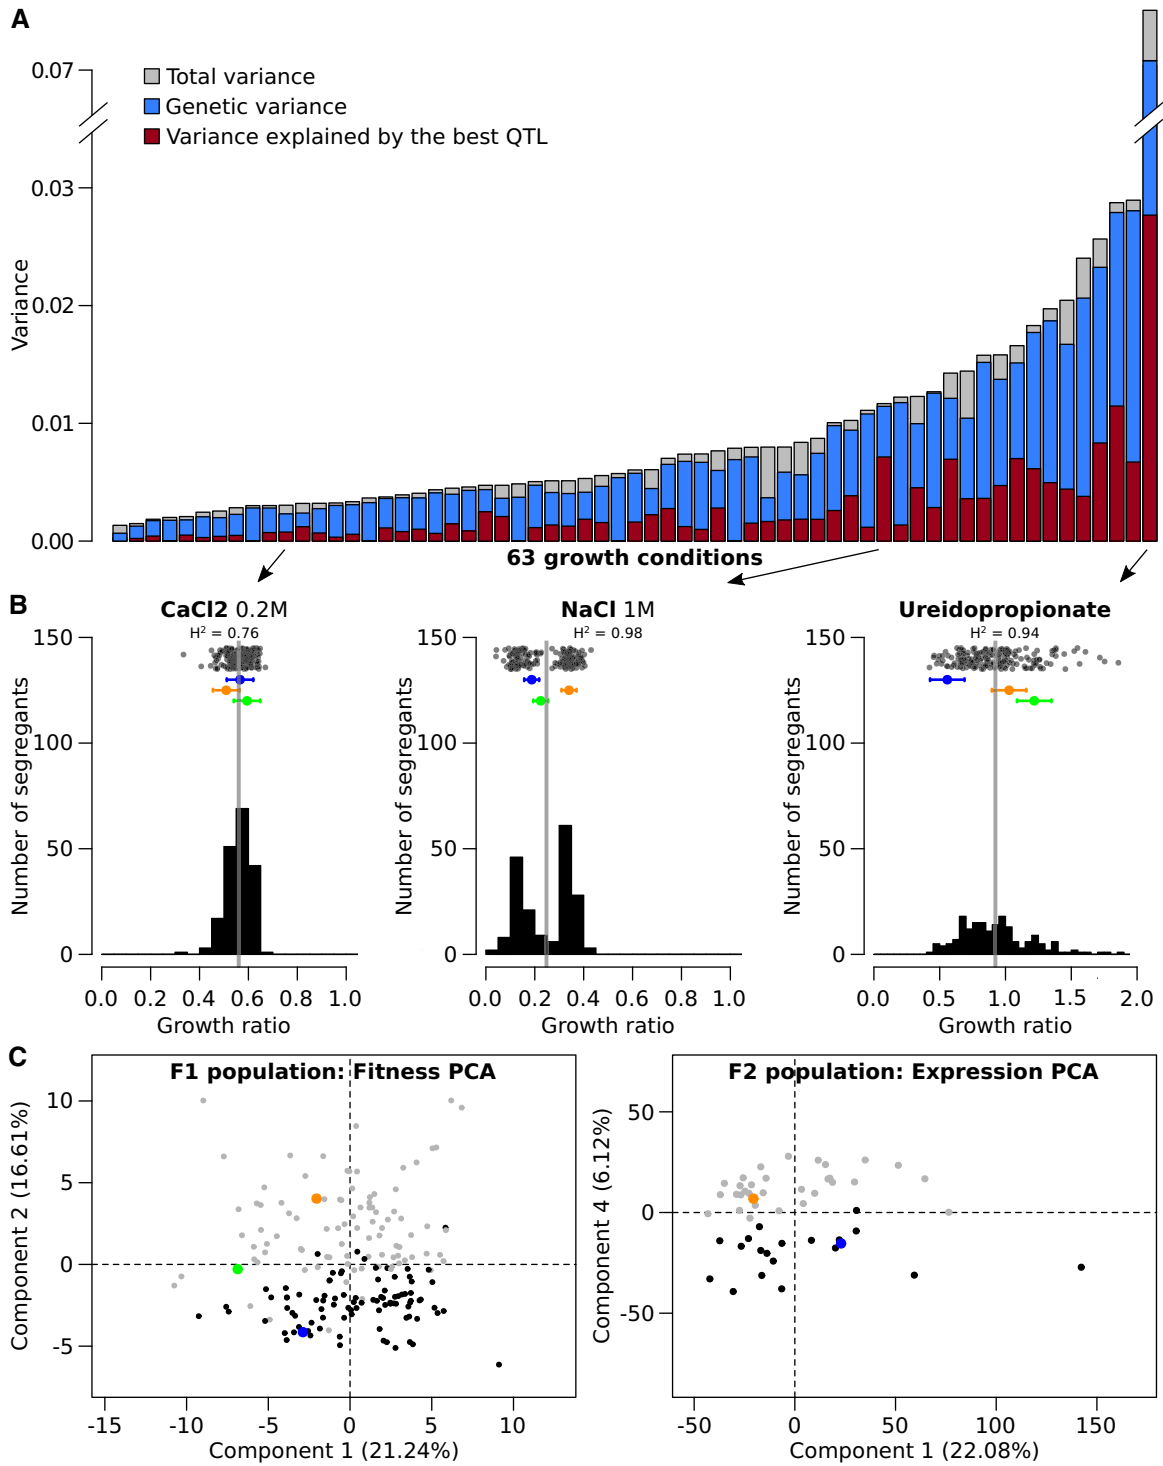 A
0.07
Total variance
Genetic variance
Variance explained by the best QTL
0.03
0.02
0.01
0.00
Variance
63 growth conditions
B
CaCl2 0.2M
H² = 0.76
150
100
50
0
Number of segregants
0.0 0.2 0.4 0.6 0.8 1.0
Growth ratio
NaCl 1M
H² = 0.98
150
100
50
0
Number of segregants
0.0 0.2 0.4 0.6 0.8 1.0
Growth ratio
Ureidopropionate
H² = 0.94
150
100
50
0
Number of segregants
0.0 0.5 1.0 1.5 2.0
Growth ratio
C
F1 population: Fitness PCA
10
5
0
-5
Component 2 (16.61%)
-15 -10 -5 0 5 10
Component 1 (21.24%)
F2 population: Expression PCA
50
0
-50
Component 4 (6.12%)
-50 0 50 100 150
Component 1 (22.08%)